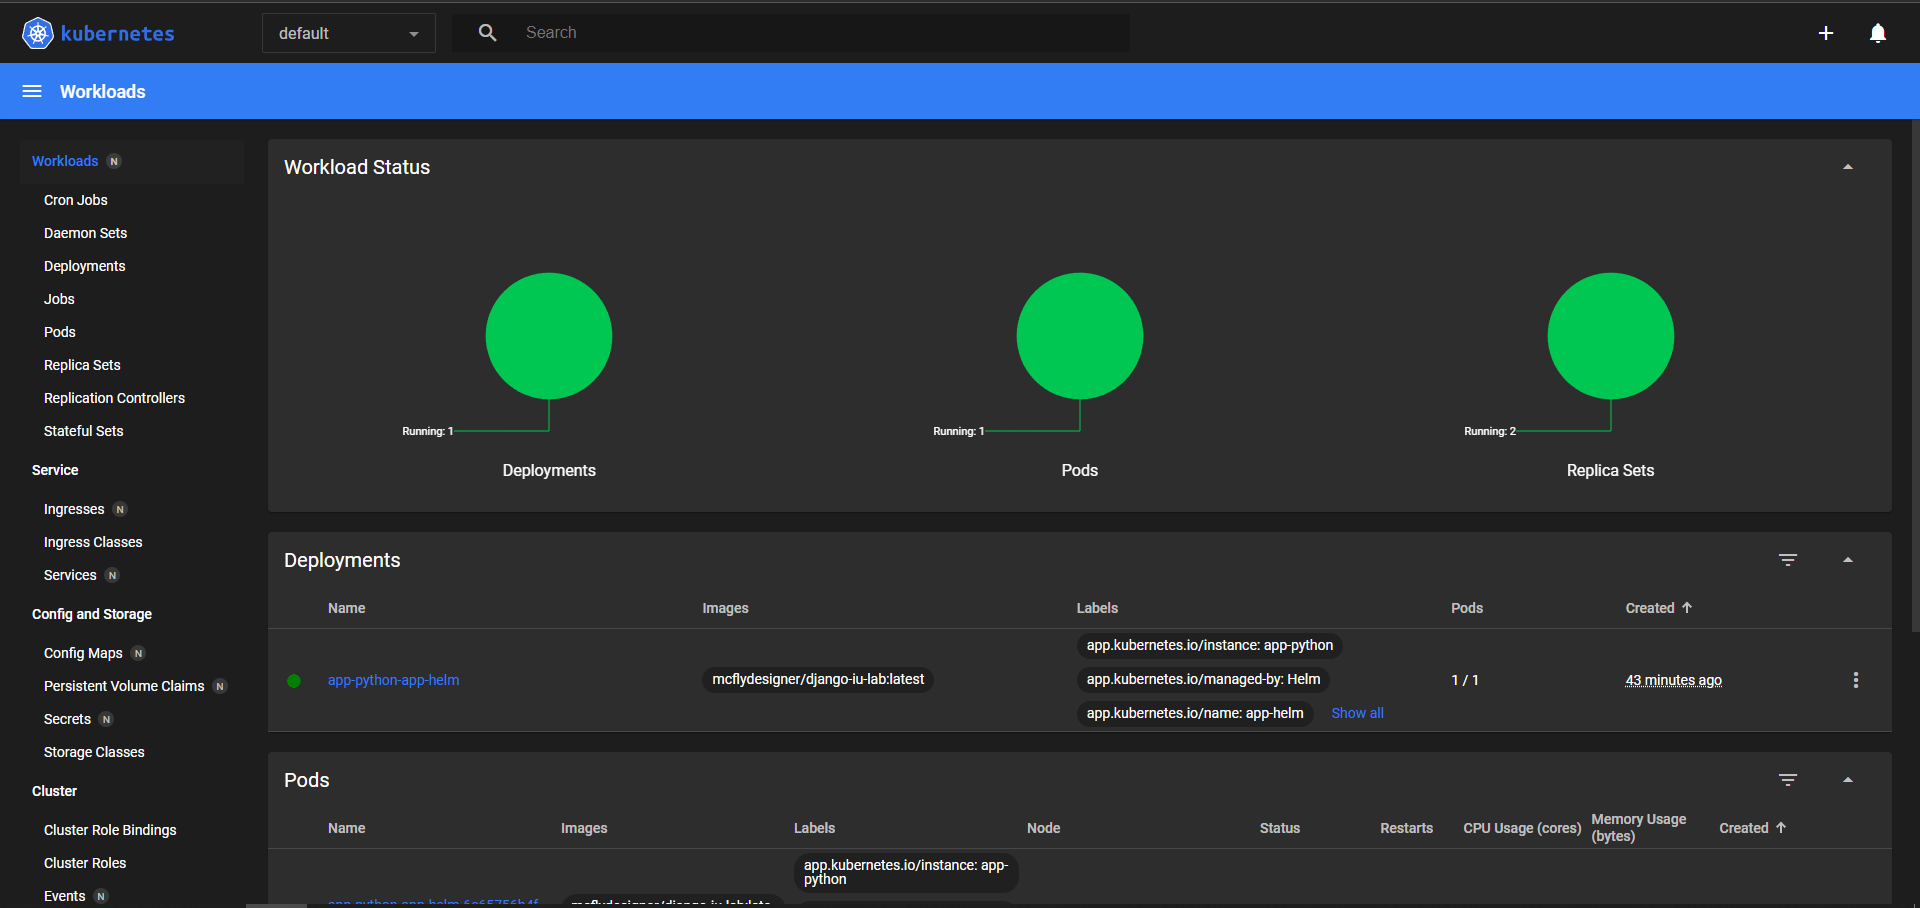 kubernetes
default
Search
Workloads
Workloads N
Cron Jobs
Daemon Sets
Deployments
Jobs
Pods
Replica Sets
Replication Controllers
Stateful Sets
Service
Ingresses N
Ingress Classes
Services N
Config and Storage
Config Maps N
Persistent Volume Claims N
Secrets N
Storage Classes
Cluster
Cluster Role Bindings
Cluster Roles
Events N
Workload Status
Running: 1
Deployments
Running: 1
Pods
Running: 2
Replica Sets
Deployments
Name Images Labels Pods Created
app-python-app-helm
mcflydesigner/django-iu-lab:latest
app.kubernetes.io/instance: app-python
app.kubernetes.io/managed-by: Helm
app.kubernetes.io/name: app-helm
Show all
1 / 1
43 minutes ago
Pods
Name Images Labels Node Status Restarts CPU Usage (cores) Memory Usage
(bytes) Created
app.kubernetes.io/instance: app-
python